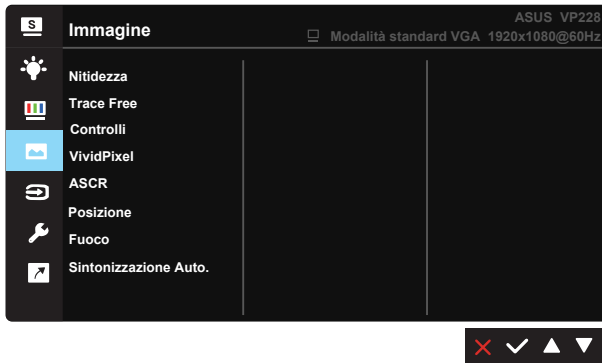 S
Immagine
ASUS VP228
Modalità standard VGA 1920x1080@60Hz
Nitidezza
Trace Free
Controlli
VividPixel
ASCR
Posizione
Fuoco
Sintonizzazione Auto.